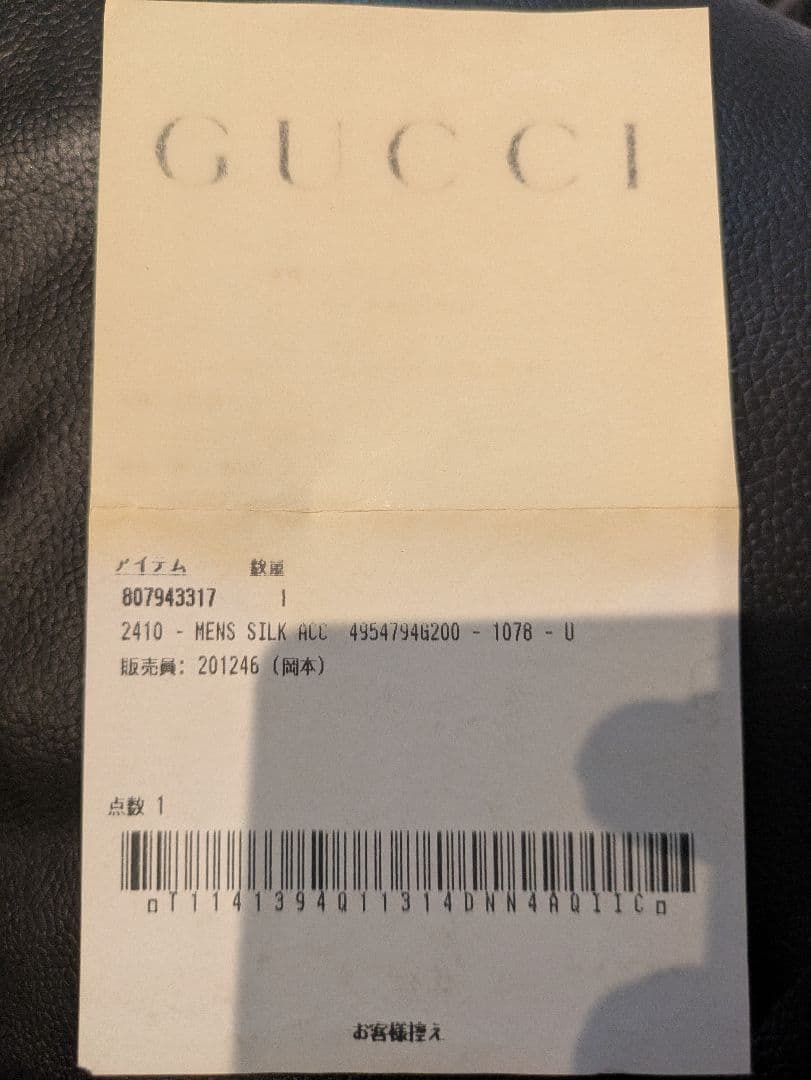 GUCCI
アイテム 数量
807943317 1
2410 - MENS SILK ACC 4954794G200 - 1078 - U
販売員: 201246 (岡本)
点数 1
¤T1141394Q11314DNN4AQIIC¤
お客様控え